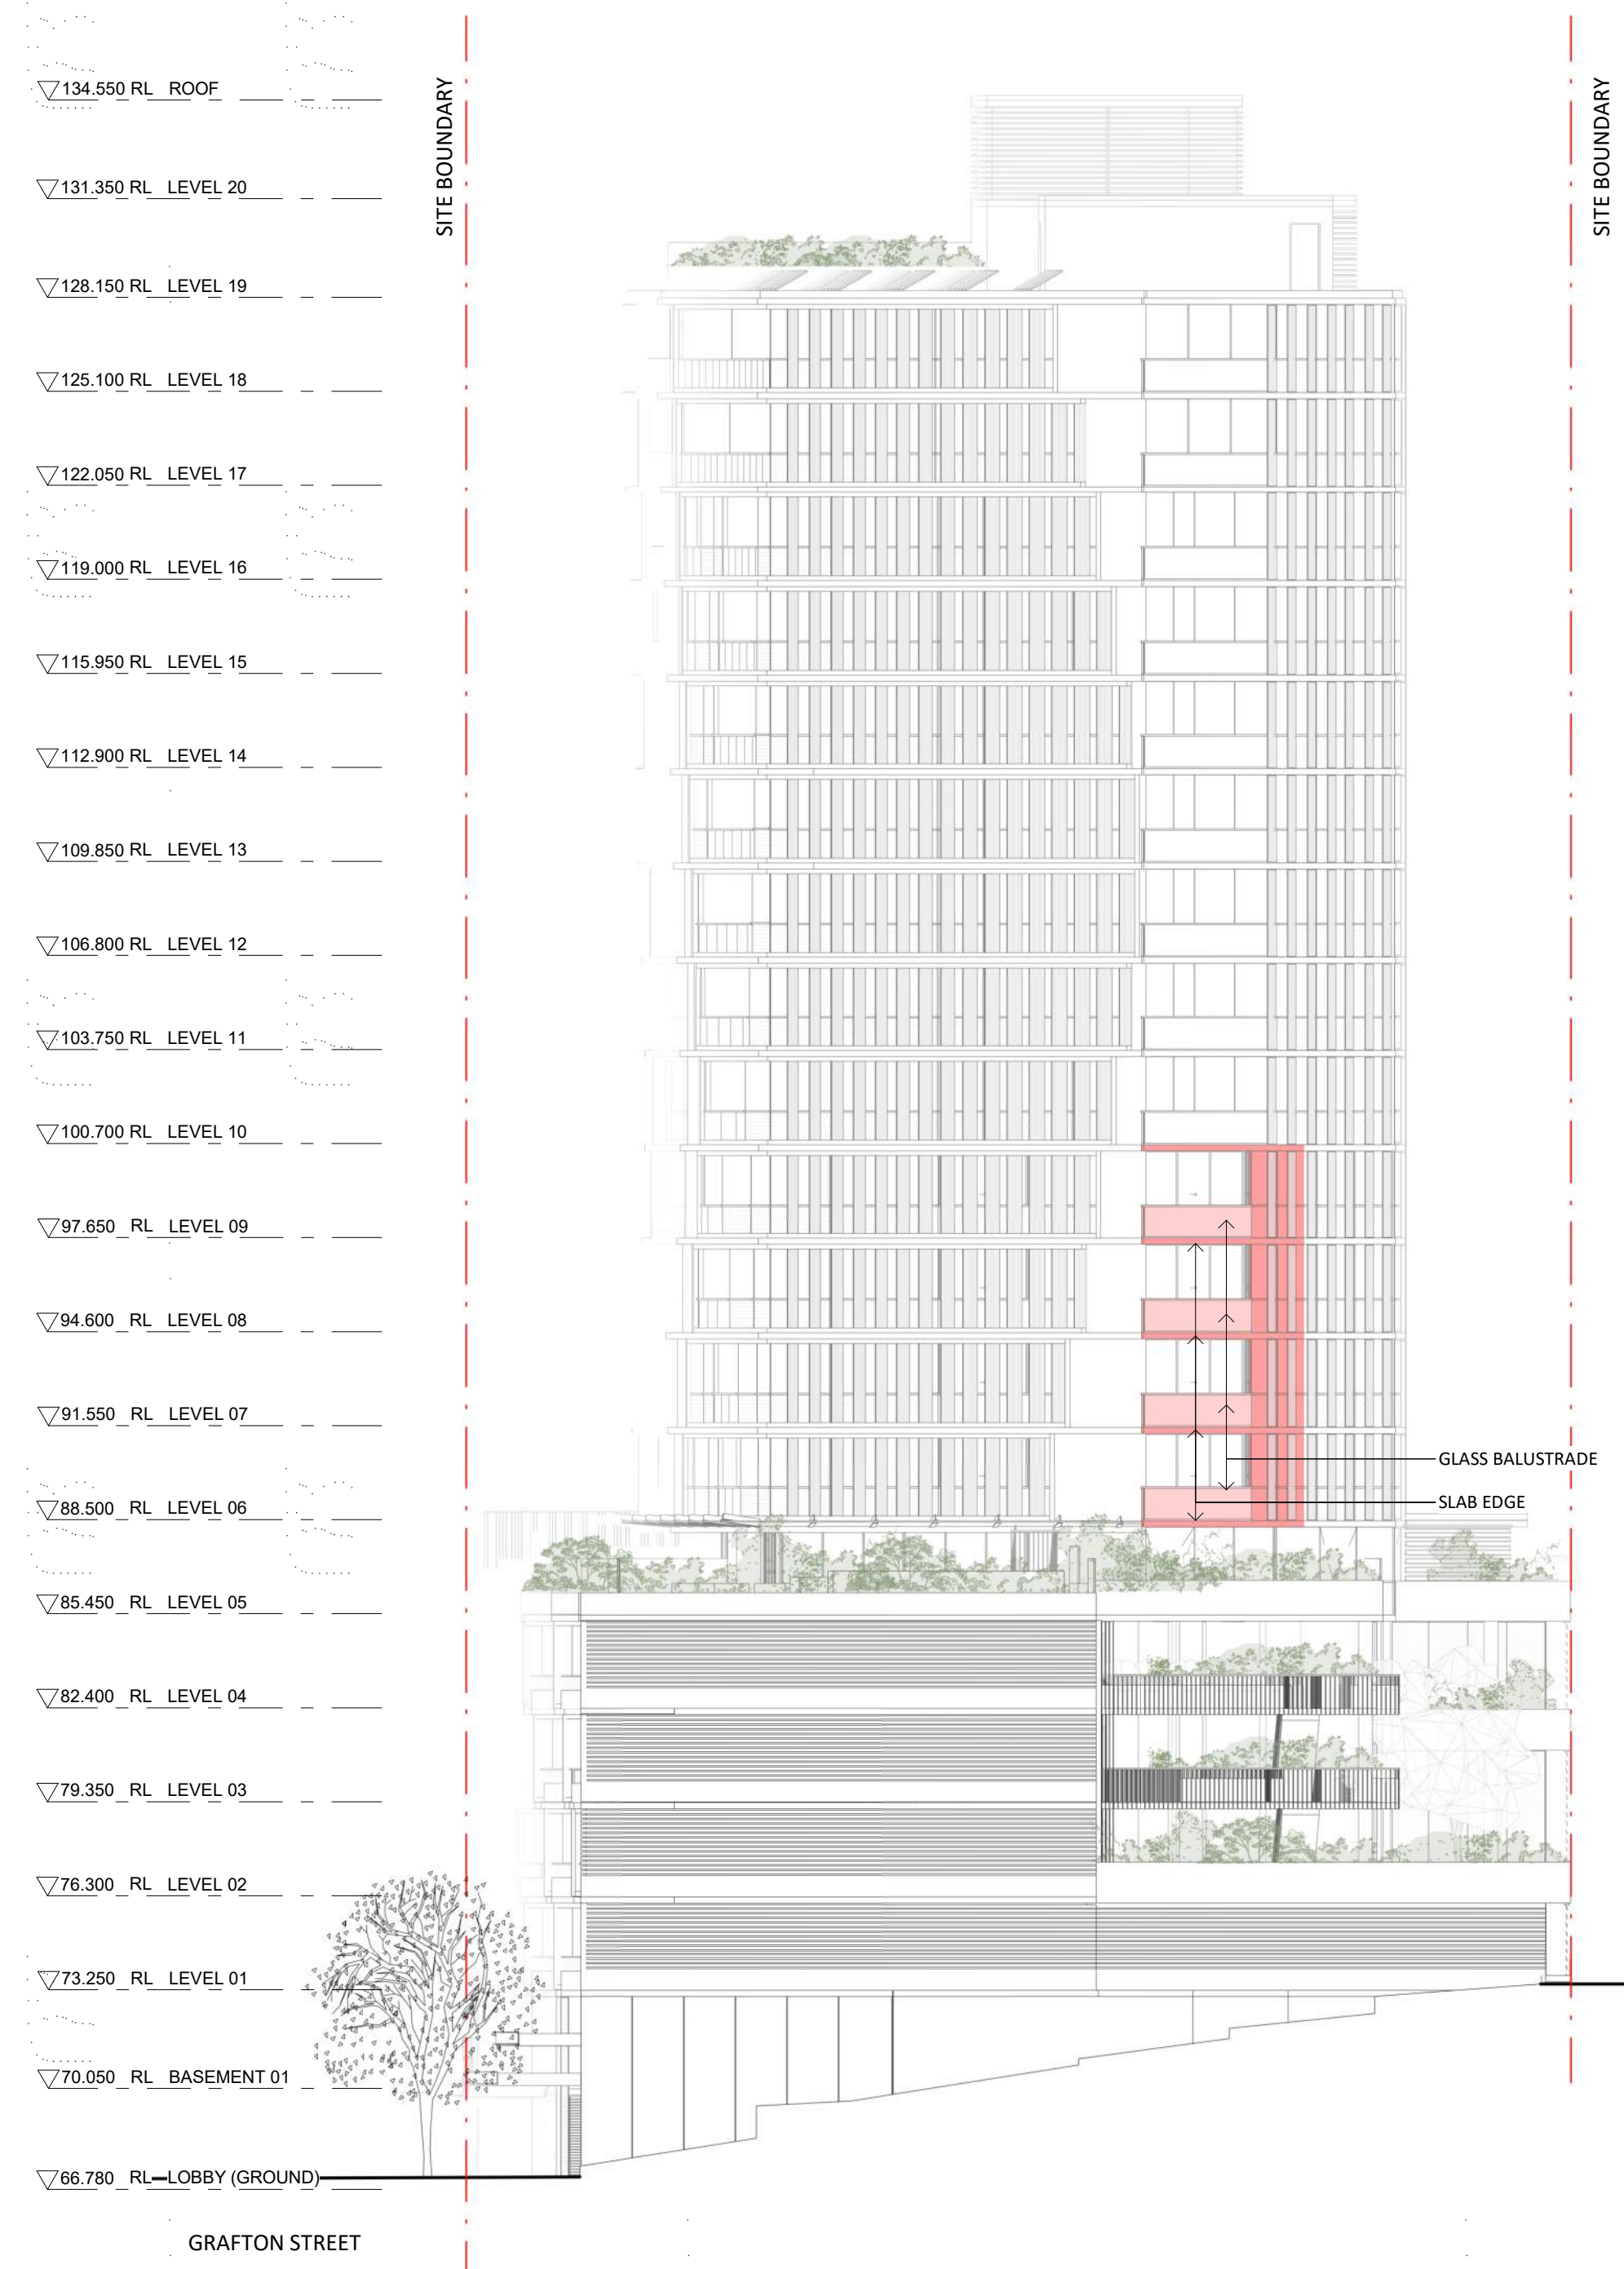 SITE BOUNDARY
SITE BOUNDARY
134.550 RL ROOF
131.350 RL LEVEL 20
128.150 RL LEVEL 19
125.100 RL LEVEL 18
122.050 RL LEVEL 17
119.000 RL LEVEL 16
115.950 RL LEVEL 15
112.900 RL LEVEL 14
109.850 RL LEVEL 13
106.800 RL LEVEL 12
103.750 RL LEVEL 11
100.700 RL LEVEL 10
97.650 RL LEVEL 09
94.600 RL LEVEL 08
91.550 RL LEVEL 07
GLASS BALUSTRADE
SLAB EDGE
88.500 RL LEVEL 06
85.450 RL LEVEL 05
82.400 RL LEVEL 04
79.350 RL LEVEL 03
76.300 RL LEVEL 02
73.250 RL LEVEL 01
70.050 RL BASEMENT 01
66.780 RL LOBBY (GROUND)
GRAFTON STREET